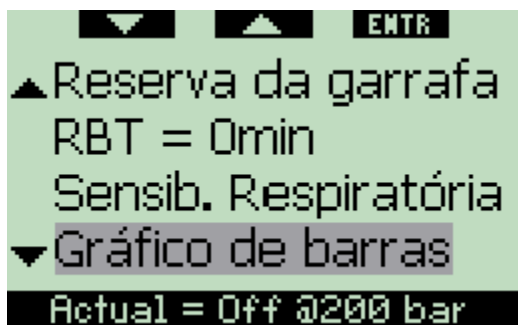 ENTR
Reserva da garrafa
RBT = 0min
Sensib. Respiratória
Gráfico de barras
Actual = Off @200 bar